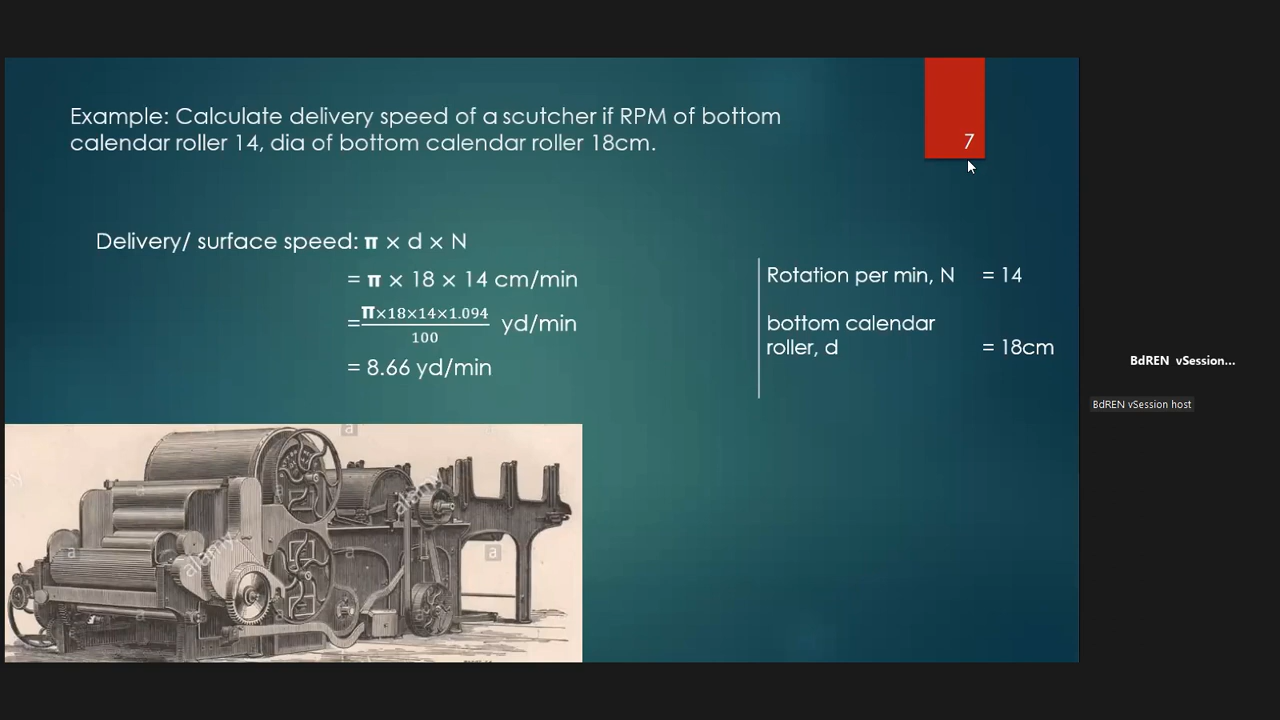 Example: Calculate delivery speed of a scutcher if RPM of bottom
calendar roller 14, dia of bottom calendar roller 18cm.
7
Delivery/ surface speed: π × d × N
= π × 18 × 14 cm/min
=π×18×14×1.094/100 yd/min
= 8.66 yd/min
Rotation per min, N = 14
bottom calendar
roller, d = 18cm
BdREN vSession...
BdREN vSession host
a
alamy
a
a
a
alamy
a
a